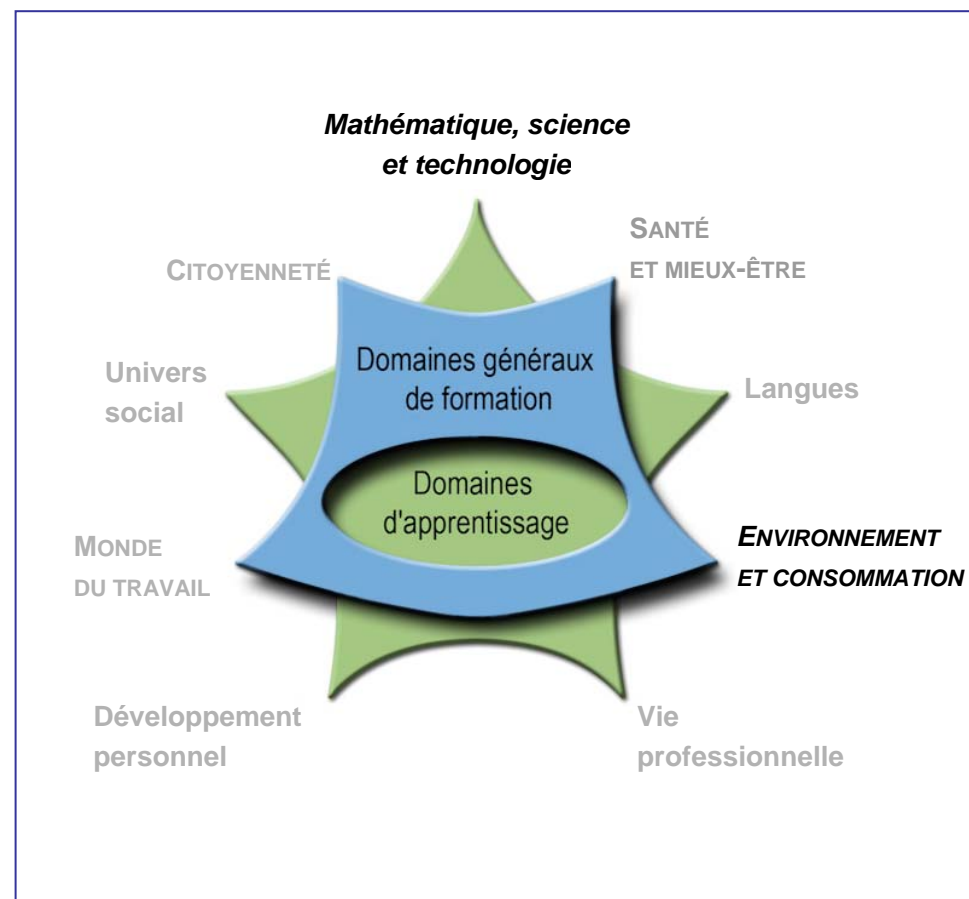 Mathématique, science
et technologie
SANTÉ
ET MIEUX-ÊTRE
CITOYENNETÉ
Domaines généraux
de formation
Univers
social
Langues
Domaines
d'apprentissage
MONDE
DU TRAVAIL
ENVIRONNEMENT
ET CONSOMMATION
Développement
personnel
Vie
professionnelle